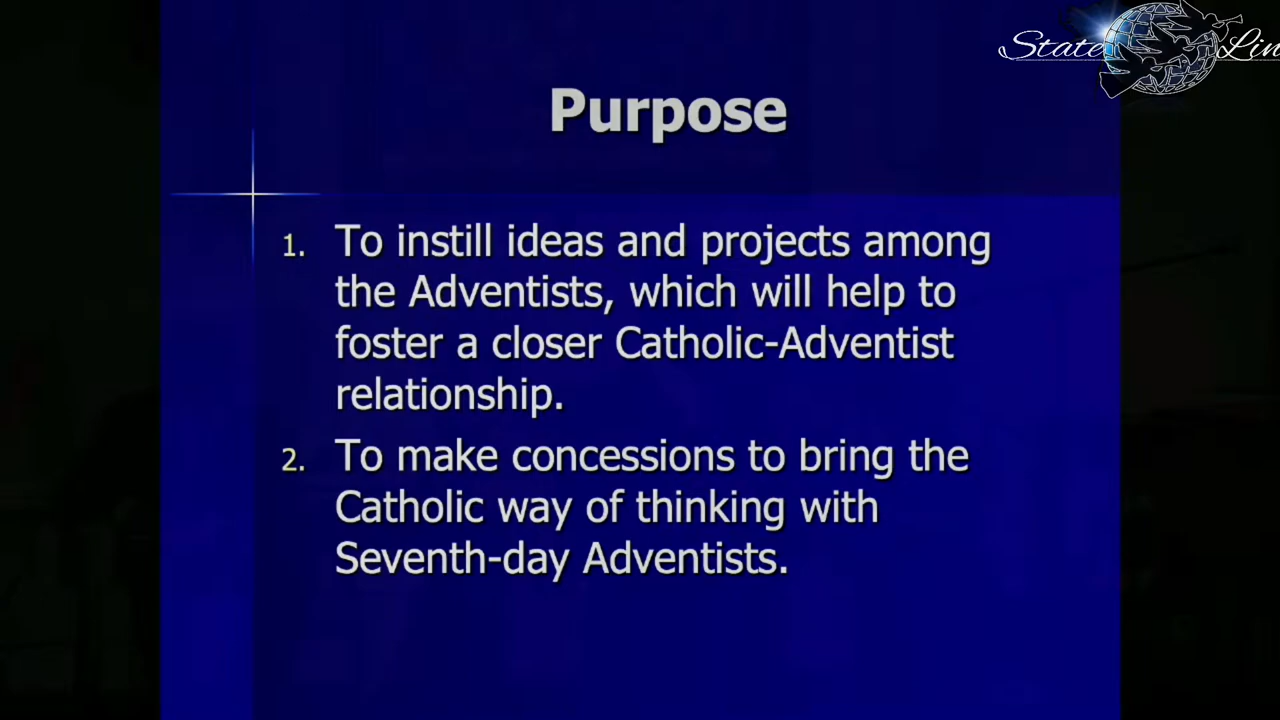 State Lin
Purpose
1. To instill ideas and projects among
the Adventists, which will help to
foster a closer Catholic-Adventist
relationship.
2. To make concessions to bring the
Catholic way of thinking with
Seventh-day Adventists.